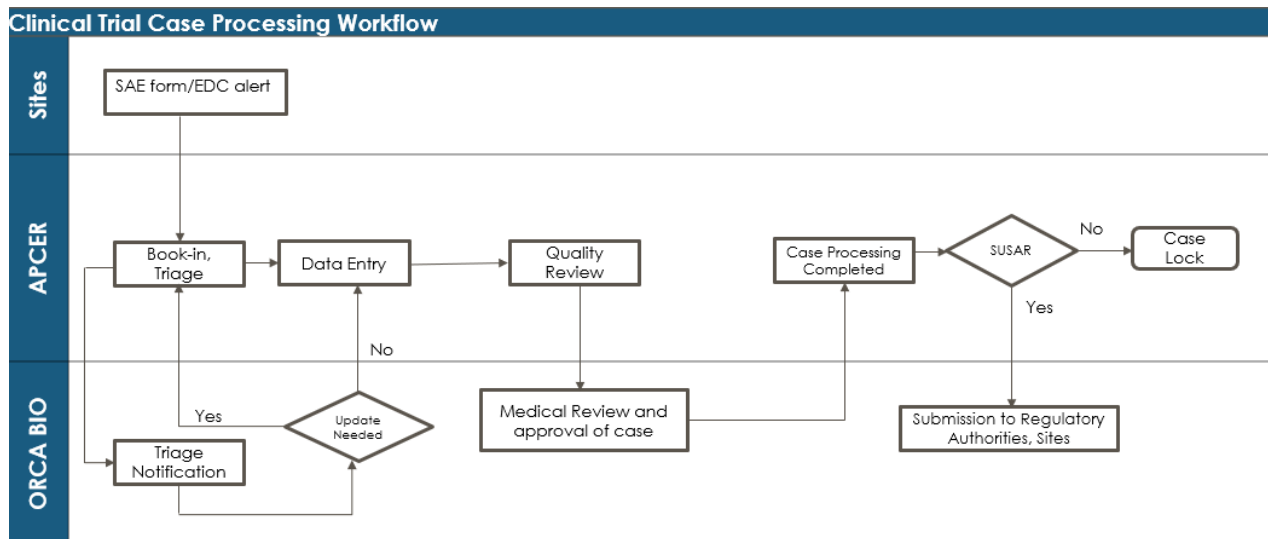 Clinical Trial Case Processing Workflow
Sites
SAE form/EDC alert
APCER
Book-in,
Triage
Data Entry
Quality
Review
Case Processing
Completed
SUSAR
No
Case
Lock
Yes
No
ORCA BIO
Yes
Update
Needed
Triage
Notification
Medical Review and
approval of case
Submission to Regulatory
Authorities, Sites